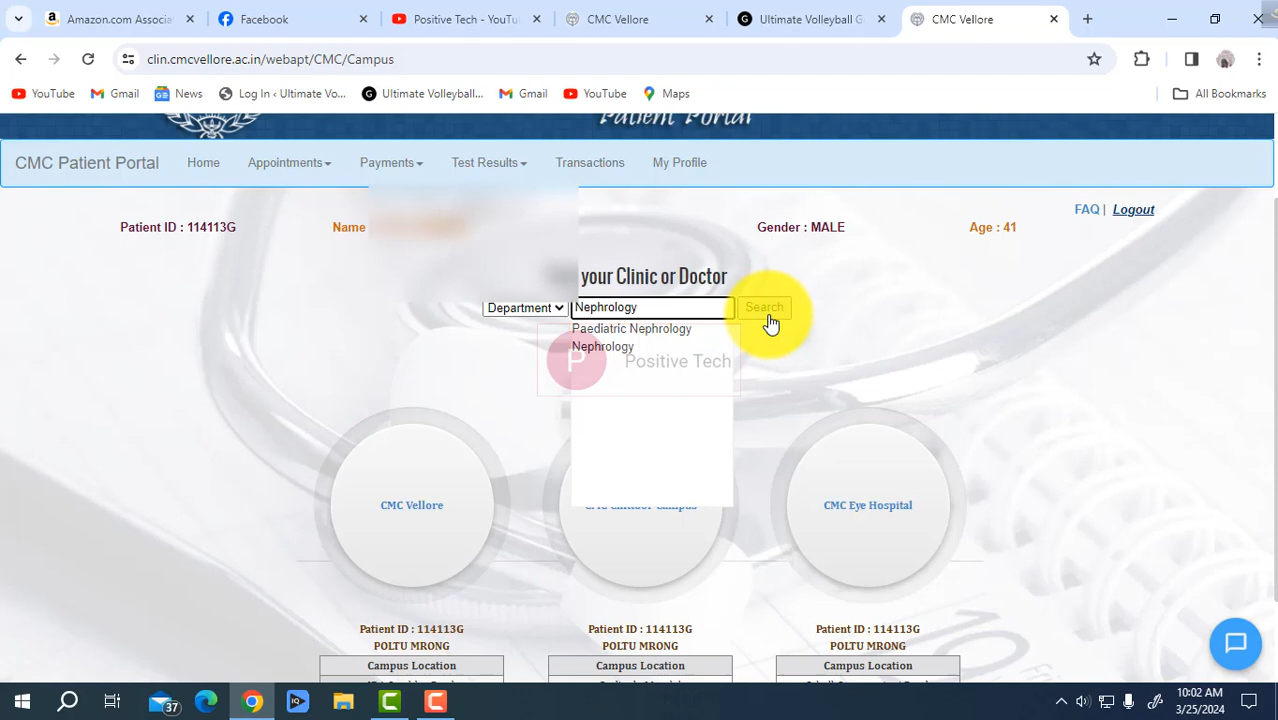 Amazon.com Associa
Facebook
Positive Tech - YouTu
CMC Vellore
Ultimate Volleyball G
CMC Vellore
clin.cmcvellore.ac.in/webapt/CMC/Campus
YouTube
Gmail
News
Log In ‹ Ultimate Vo...
Ultimate Volleyball...
Gmail
YouTube
Maps
All Bookmarks
Patient Portal
CMC Patient Portal
Home
Appointments
Payments
Test Results
Transactions
My Profile
FAQ | Logout
Patient ID : 114113G
Name
Gender : MALE
Age : 41
your Clinic or Doctor
Department
Nephrology
Search
Paediatric Nephrology
Nephrology
P Positive Tech
CMC Vellore
CMC Eye Hospital
Patient ID : 114113G
POLTU MRONG
Campus Location
Patient ID : 114113G
POLTU MRONG
Campus Location
Patient ID : 114113G
POLTU MRONG
Campus Location
37
10:02 AM
3/25/2024